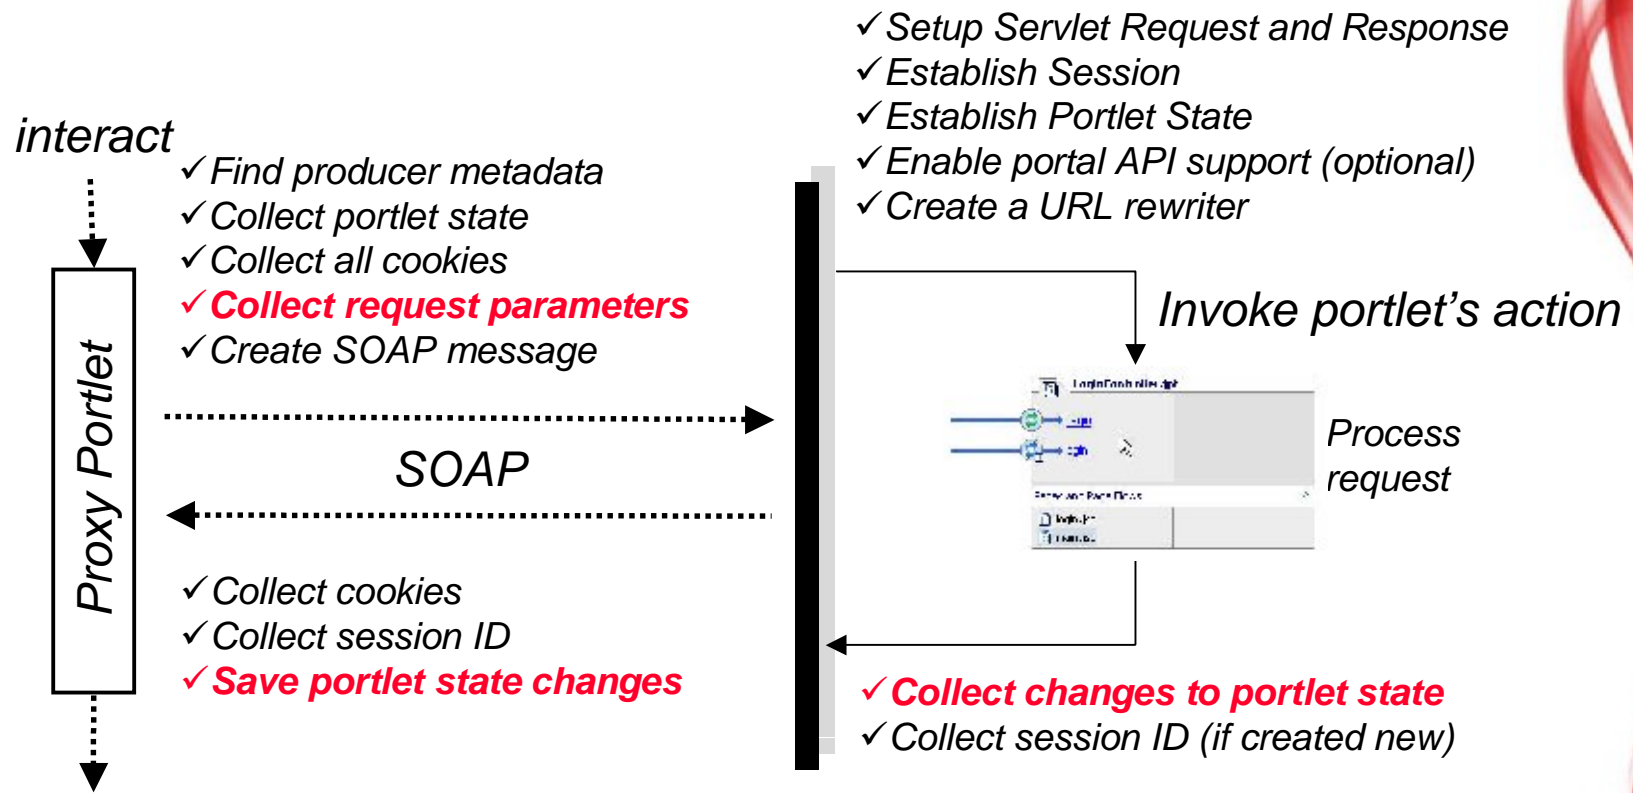 ✓Setup Servlet Request and Response
✓Establish Session
✓Establish Portlet State
✓Enable portal API support (optional)
✓Create a URL rewriter
interact
✓Find producer metadata
✓Collect portlet state
✓Collect all cookies
✓Collect request parameters
✓Create SOAP message
Invoke portlet's action
Proxy Portlet
SOAP
Process
request
✓Collect cookies
✓Collect session ID
✓Save portlet state changes
✓Collect changes to portlet state
✓Collect session ID (if created new)